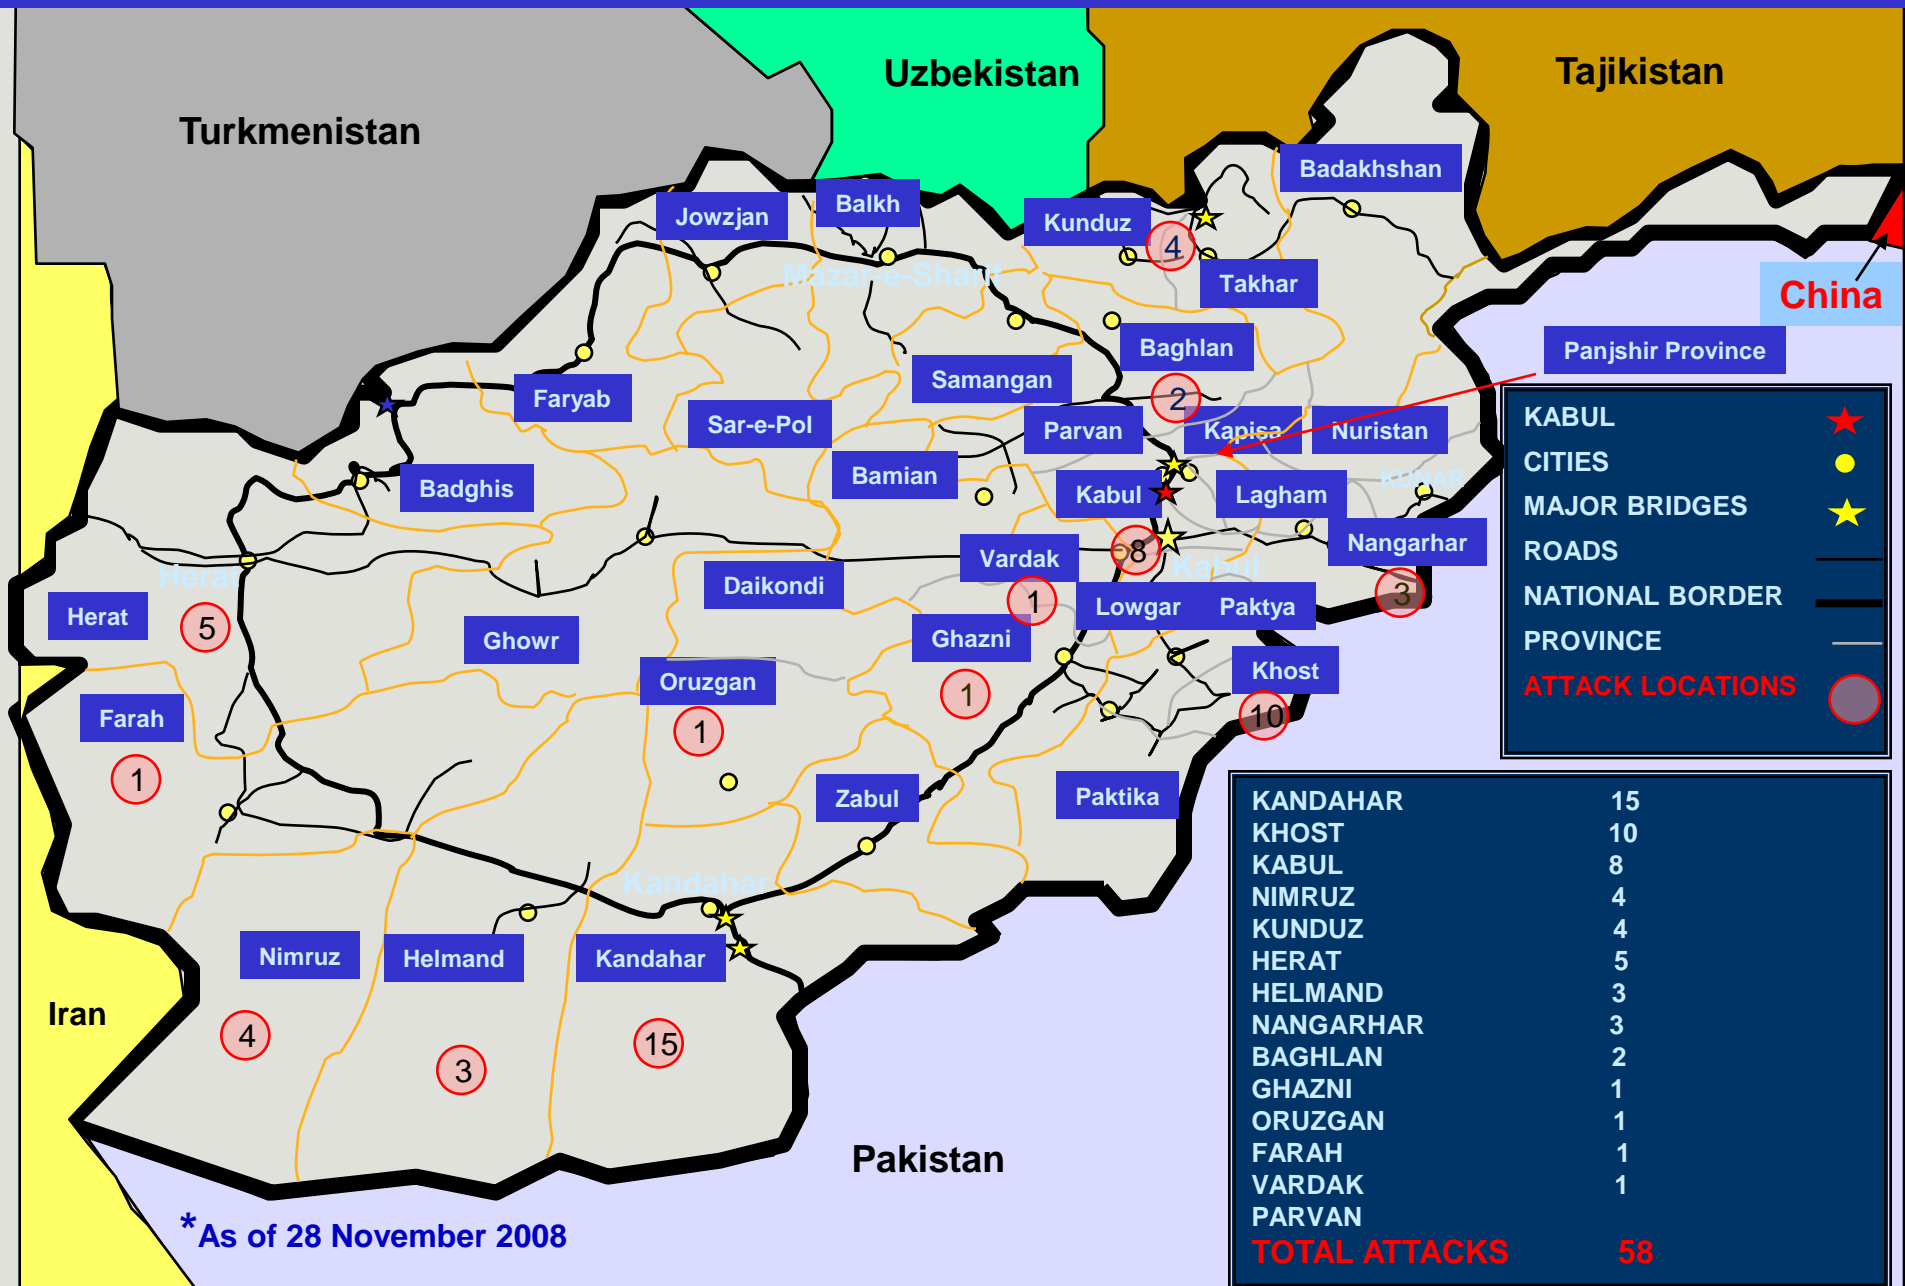 Uzbekistan
Tajikistan
Turkmenistan
Badakhshan
Balkh
Jowzjan
Kunduz
4
Mazar-e-Sharif
Takhar
China
Baghlan
Panjshir Province
Samangan
Faryab
2
Sar-e-Pol
Parvan
Kapisa
Nuristan
Bamian
Badghis
Kabul
Lagham
KUNAR
Nangarhar
Vardak
8
Kabul
Herat
Daikondi
3
1
Lowgar
Paktya
Herat
5
Ghowr
Ghazni
Khost
Oruzgan
1
10
Farah
1
1
Zabul
Paktika
Kandahar
Nimruz
Helmand
Kandahar
Iran
4
15
3
Pakistan
*As of 28 November 2008
KABUL
CITIES
MAJOR BRIDGES
ROADS
NATIONAL BORDER
PROVINCE
ATTACK LOCATIONS
KANDAHAR 15
KHOST 10
KABUL 8
NIMRUZ 4
KUNDUZ 4
HERAT 5
HELMAND 3
NANGARHAR 3
BAGHLAN 2
GHAZNI 1
ORUZGAN 1
FARAH 1
VARDAK 1
PARVAN
TOTAL ATTACKS 58